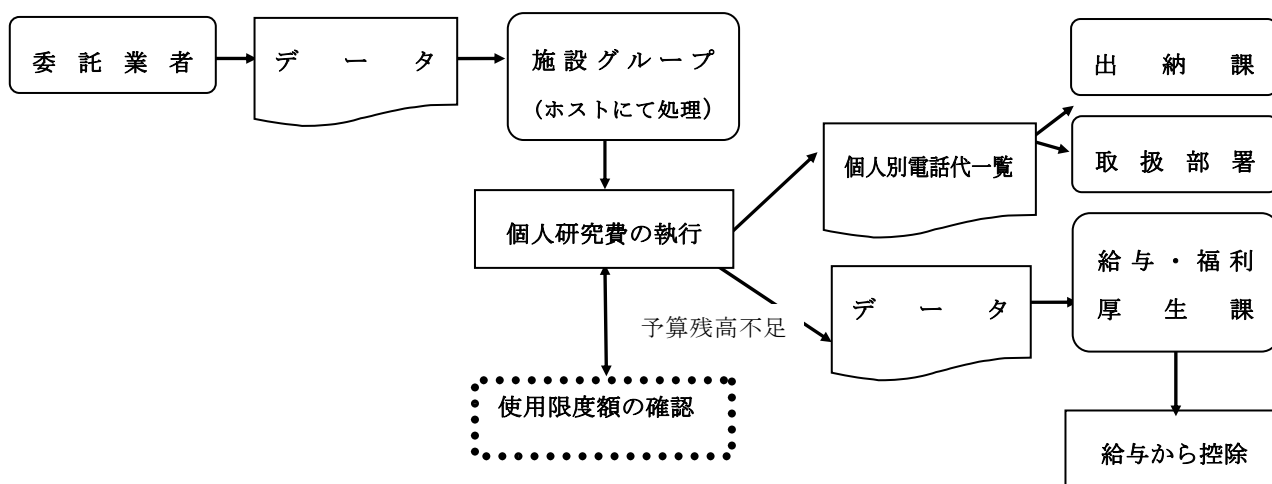 委託業者
データ
施設グループ
(ホストにて処理)
出納課
取扱部署
個人別電話代一覧
個人研究費の執行
給与・福利
厚生課
データ
予算残高不足
使用限度額の確認
給与から控除